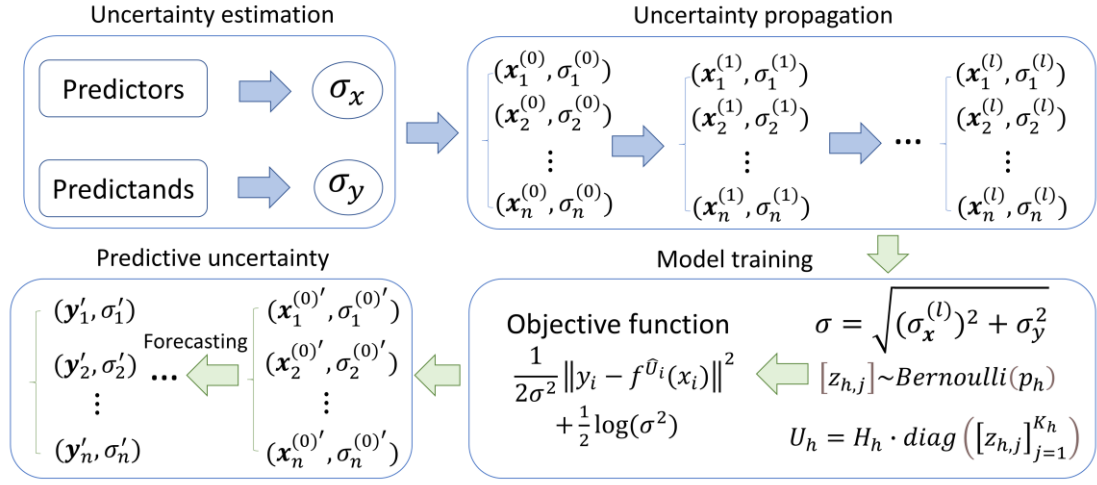 Uncertainty estimation
Predictors
σ_x
Predictands
σ_y
Uncertainty propagation
(x_1^{(0)}, σ_1^{(0)})
(x_2^{(0)}, σ_2^{(0)})
⋮
(x_n^{(0)}, σ_n^{(0)})
(x_1^{(1)}, σ_1^{(1)})
(x_2^{(1)}, σ_2^{(1)})
⋮
(x_n^{(1)}, σ_n^{(1)})
...
(x_1^{(l)}, σ_1^{(l)})
(x_2^{(l)}, σ_2^{(l)})
⋮
(x_n^{(l)}, σ_n^{(l)})
Model training
σ = √((σ_x^{(l)})^2 + σ_y^2)
[z_{h,j}]~Bernoulli(p_h)
U_h = H_h · diag([z_{h,j}]_{j=1}^{K_h})
Objective function
\frac{1}{2σ^2} ‖y_i − f^{Û_i}(x_i)‖^2
+ \frac{1}{2} log(σ^2)
Predictive uncertainty
(x_1^{(0)′}, σ_1^{(0)′})
(x_2^{(0)′}, σ_2^{(0)′})
⋮
(x_n^{(0)′}, σ_n^{(0)′})
Forecasting
...
(y′_1, σ′_1)
(y′_2, σ′_2)
⋮
(y′_n, σ′_n)